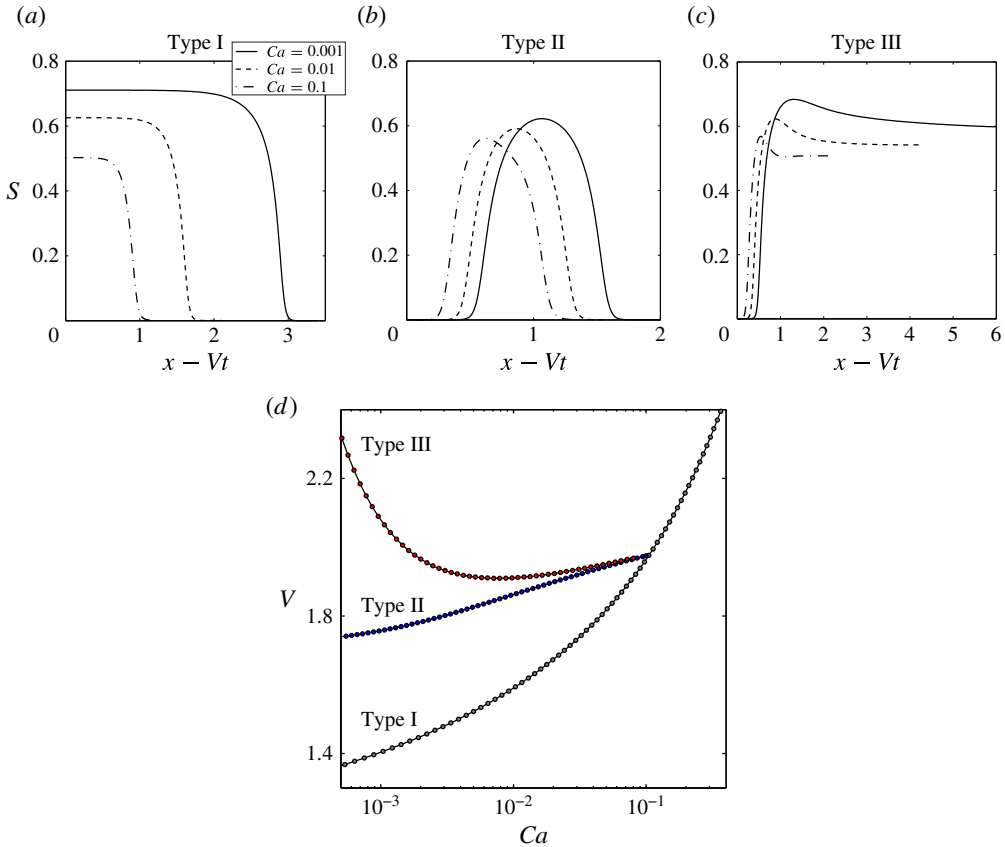 (a)
Type I
Ca = 0.001
Ca = 0.01
Ca = 0.1
0.8
0.6
S
0.4
0.2
0
1
2
3
x − Vt
(b)
Type II
0.8
0.6
0.4
0.2
0
1
2
x − Vt
(c)
Type III
0.8
0.6
0.4
0.2
0
1
2
3
4
5
6
x − Vt
(d)
Type III
2.2
V
1.8
Type II
Type I
1.4
10⁻³
10⁻²
10⁻¹
Ca